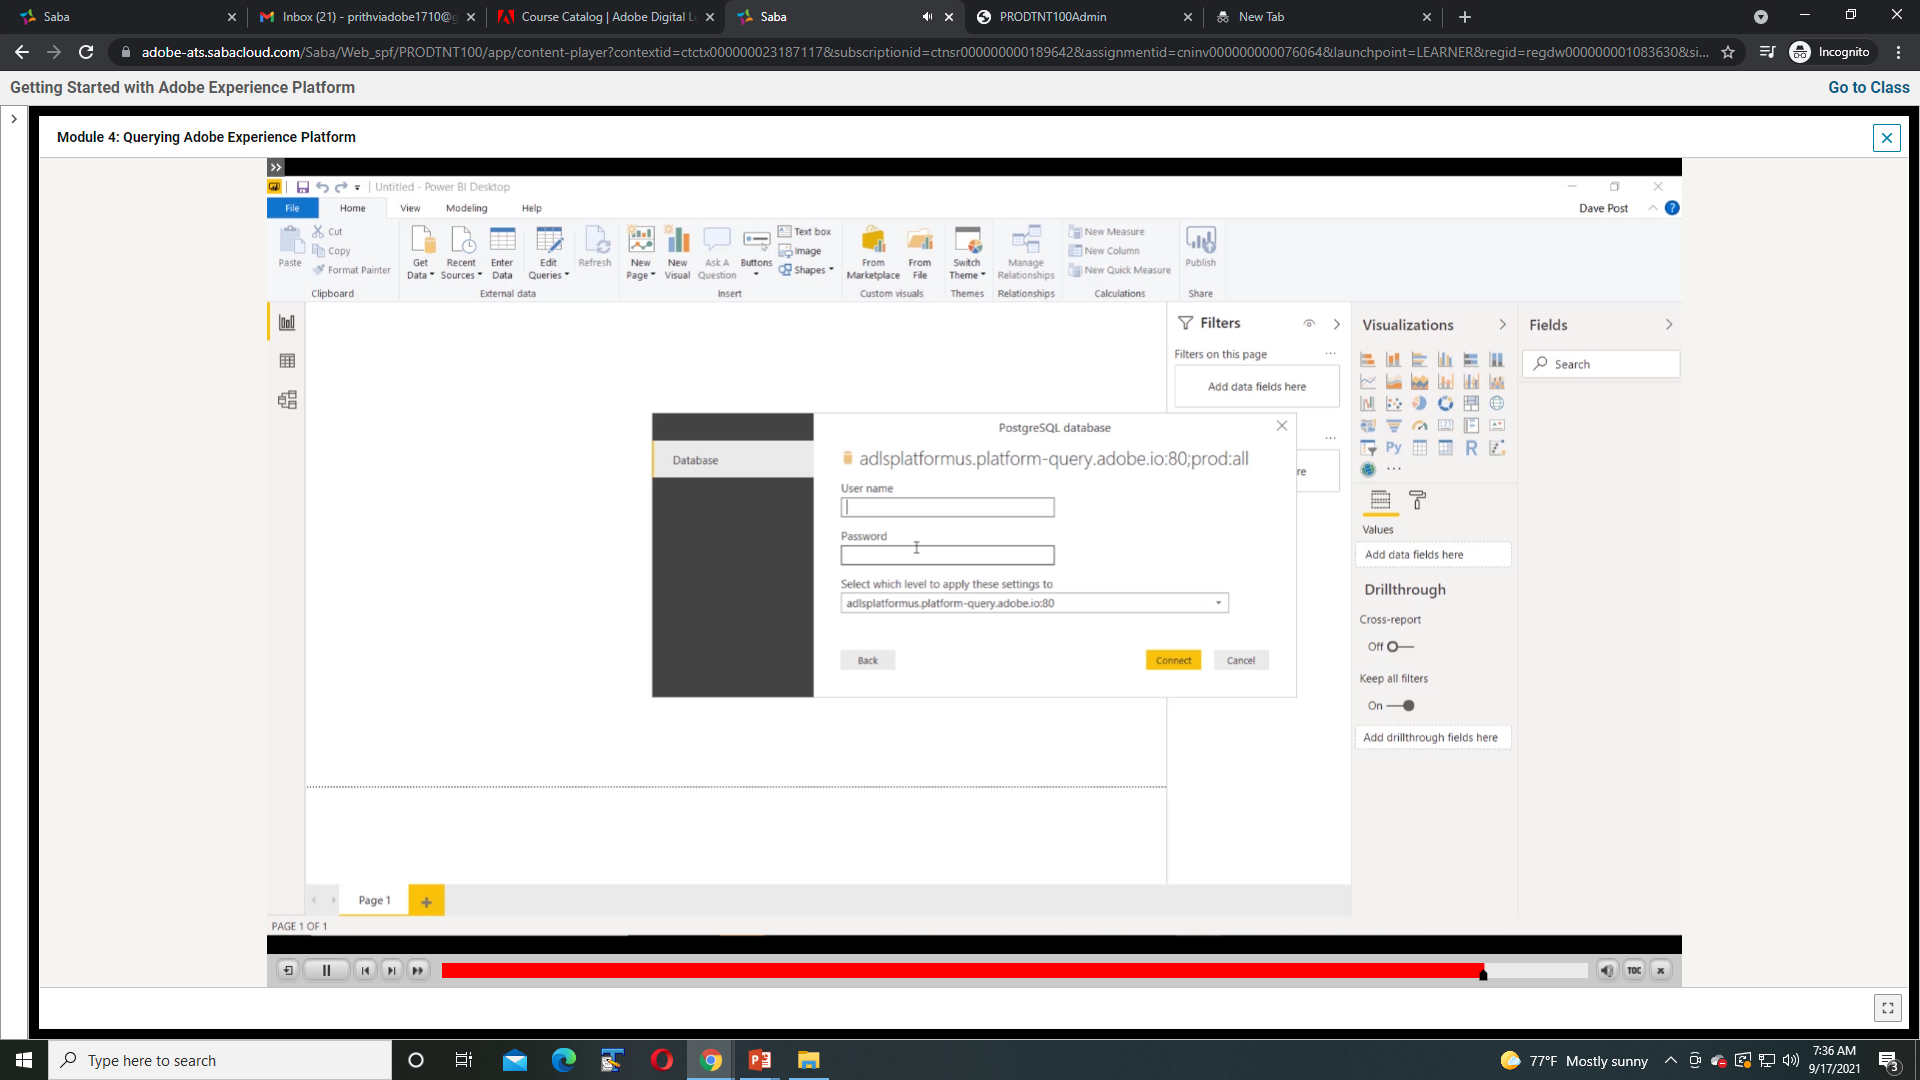 Saba
Inbox (21) - prithviadobe1710@g
Course Catalog | Adobe Digital L
Saba
PRODTNT100Admin
New Tab
adobe-ats.sabacloud.com/Saba/Web_spf/PRODTNT100/app/content-player?contextid=ctctx000000023187117&subscriptionid=ctnsr000000000189642&assignmentid=cninv000000000076064&launchpoint=LEARNER&regid=regdw000000001083630&si...
Incognito
Getting Started with Adobe Experience Platform
Go to Class
Module 4: Querying Adobe Experience Platform
Untitled - Power BI Desktop
File
Home
View
Modeling
Help
Dave Post
Paste
Cut
Copy
Format Painter
Clipboard
Get Data
Recent Sources
Enter Data
Edit Queries
Refresh
External data
New Page
New Visual
Ask A Question
Buttons
Text box
Image
Shapes
Insert
From Marketplace
From File
Custom visuals
Switch Theme
Themes
Manage Relationships
Relationships
New Measure
New Column
New Quick Measure
Calculations
Publish
Share
Filters
Filters on this page
Add data fields here
re
Visualizations
Py
R
Values
Add data fields here
Drillthrough
Cross-report
Off
Keep all filters
On
Add drillthrough fields here
Fields
Search
PostgreSQL database
Database
adlsplatformus.platform-query.adobe.io:80;prod:all
User name
Password
Select which level to apply these settings to
adlsplatformus.platform-query.adobe.io:80
Back
Connect
Cancel
Page 1
PAGE 1 OF 1
TOC
Type here to search
77°F Mostly sunny
7:36 AM
9/17/2021
3